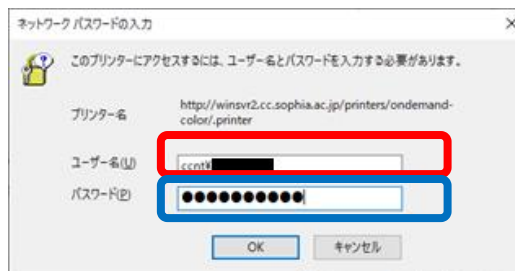 ネットワーク パスワードの入力
このプリンターにアクセスするには、ユーザー名とパスワードを入力する必要があります。
プリンター名
http://winsvr2.cc.sophia.ac.jp/printers/ondemand-
color/.printer
ユーザー名(U)
ccnt¥
パスワード(P)
●●●●●●●●●●
OK
キャンセル